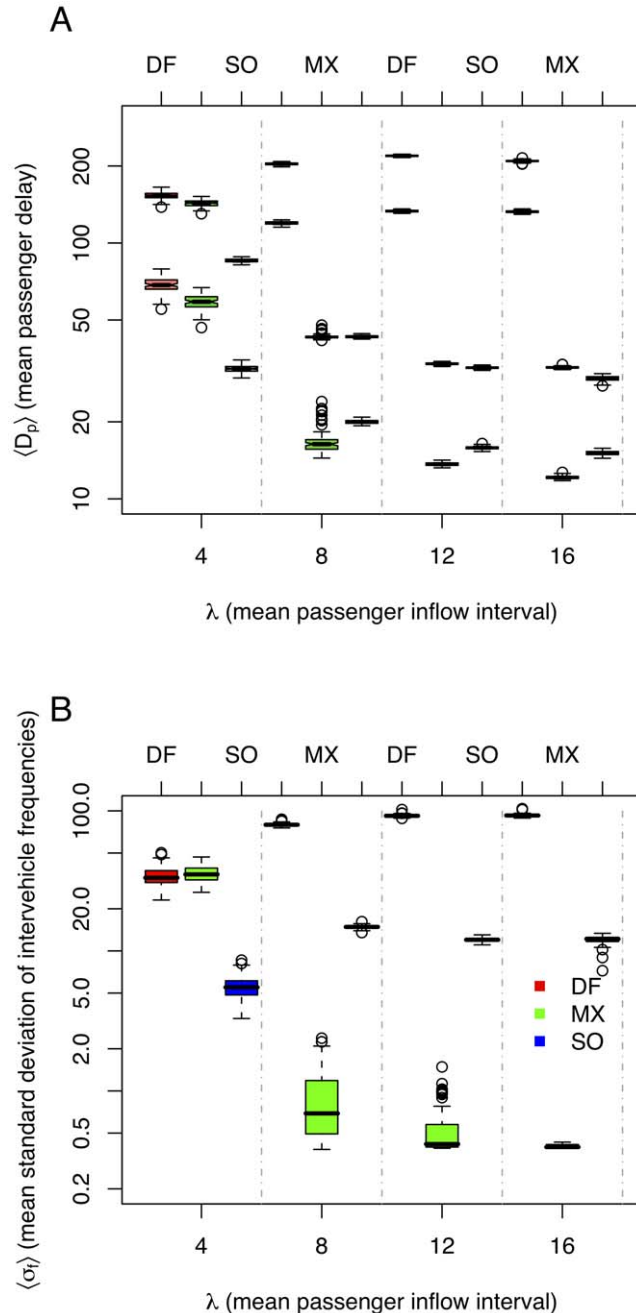 A
DF SO MX DF SO MX
200
100
50
20
10
⟨Dp⟩ (mean passenger delay)
4 8 12 16
λ (mean passenger inflow interval)
B
DF SO MX DF SO MX
100.0
20.0
5.0
2.0
0.5
0.2
⟨σf⟩ (mean standard deviation of intervehicle frequencies)
DF
MX
SO
4 8 12 16
λ (mean passenger inflow interval)